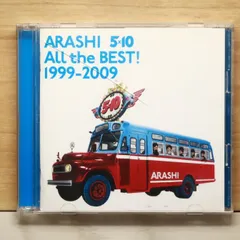 ARASHI 5×10
All the BEST!
1999-2009
5×10
ARASHI